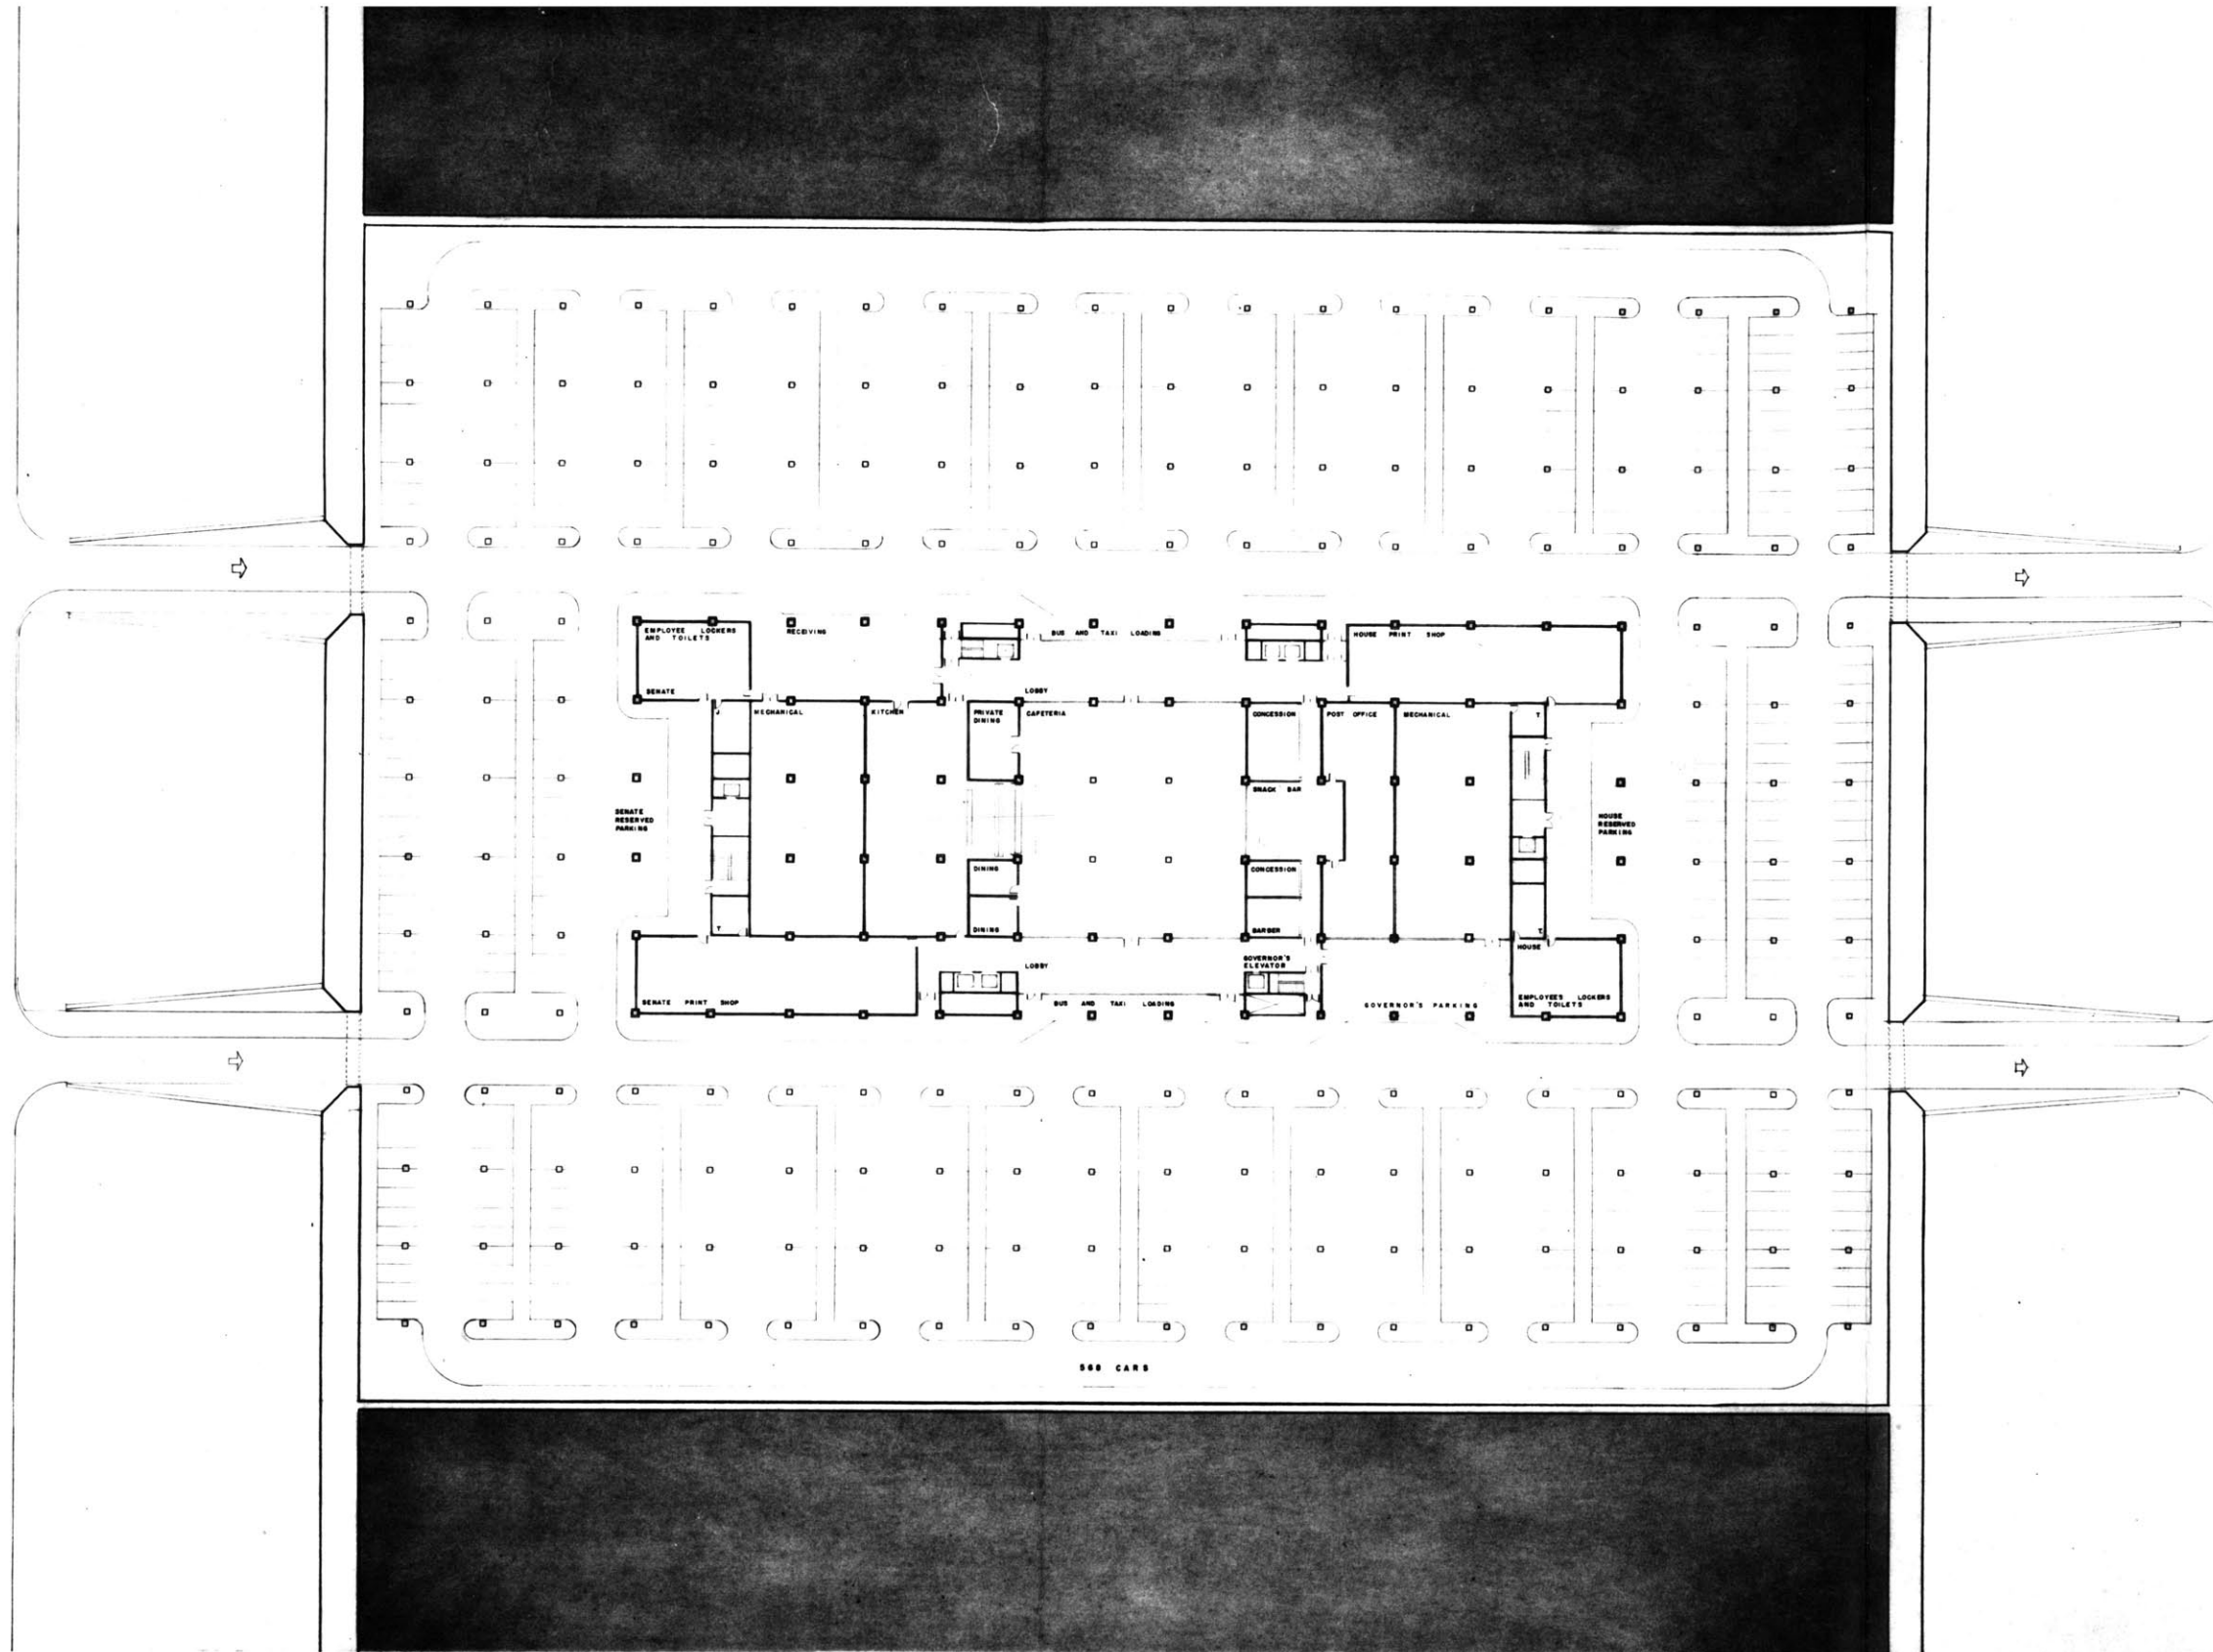 EMPLOYEE LOCKERS
AND TOILETS
RECEIVING
BUS AND TAXI LOADING
HOUSE PRINT SHOP
SENATE
LOBBY
J
MECHANICAL
KITCHEN
PRIVATE
DINING
CAFETERIA
CONCESSION
POST OFFICE
MECHANICAL
T
SNACK BAR
SENATE
RESERVED
PARKING
HOUSE
RESERVED
PARKING
DINING
CONCESSION
T
DINING
BARBER
T
HOUSE
LOBBY
GOVERNOR'S
ELEVATOR
SENATE PRINT SHOP
BUS AND TAXI LOADING
GOVERNOR'S PARKING
EMPLOYEES LOCKERS
AND TOILETS
CARS